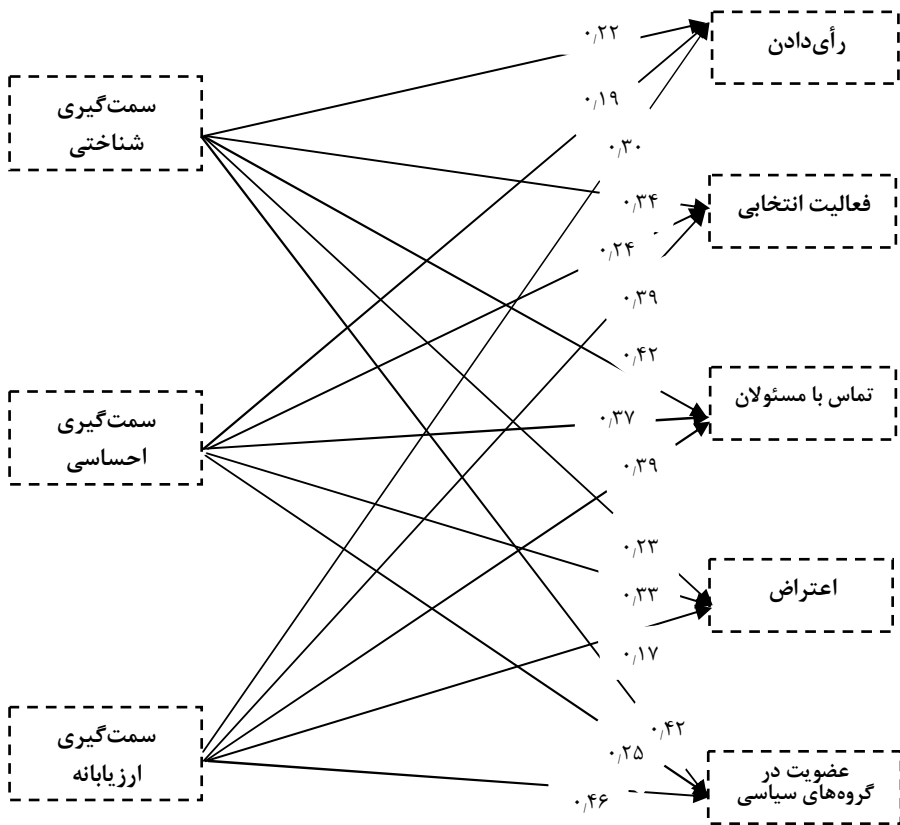 رأی‌دادن
۰٫۲۲
سمت‌گیری
شناختی
۰٫۱۹
۰٫۳۰
فعالیت انتخابی
۰٫۳۴
۰٫۲۴
۰٫۳۹
۰٫۴۲
تماس با مسئولان
سمت‌گیری
احساسی
۰٫۳۷
۰٫۳۹
۰٫۲۳
اعتراض
۰٫۳۳
۰٫۱۷
سمت‌گیری
ارزیابانه
۰٫۴۲
۰٫۲۵
عضویت در
گروه‌های سیاسی
۰٫۴۶